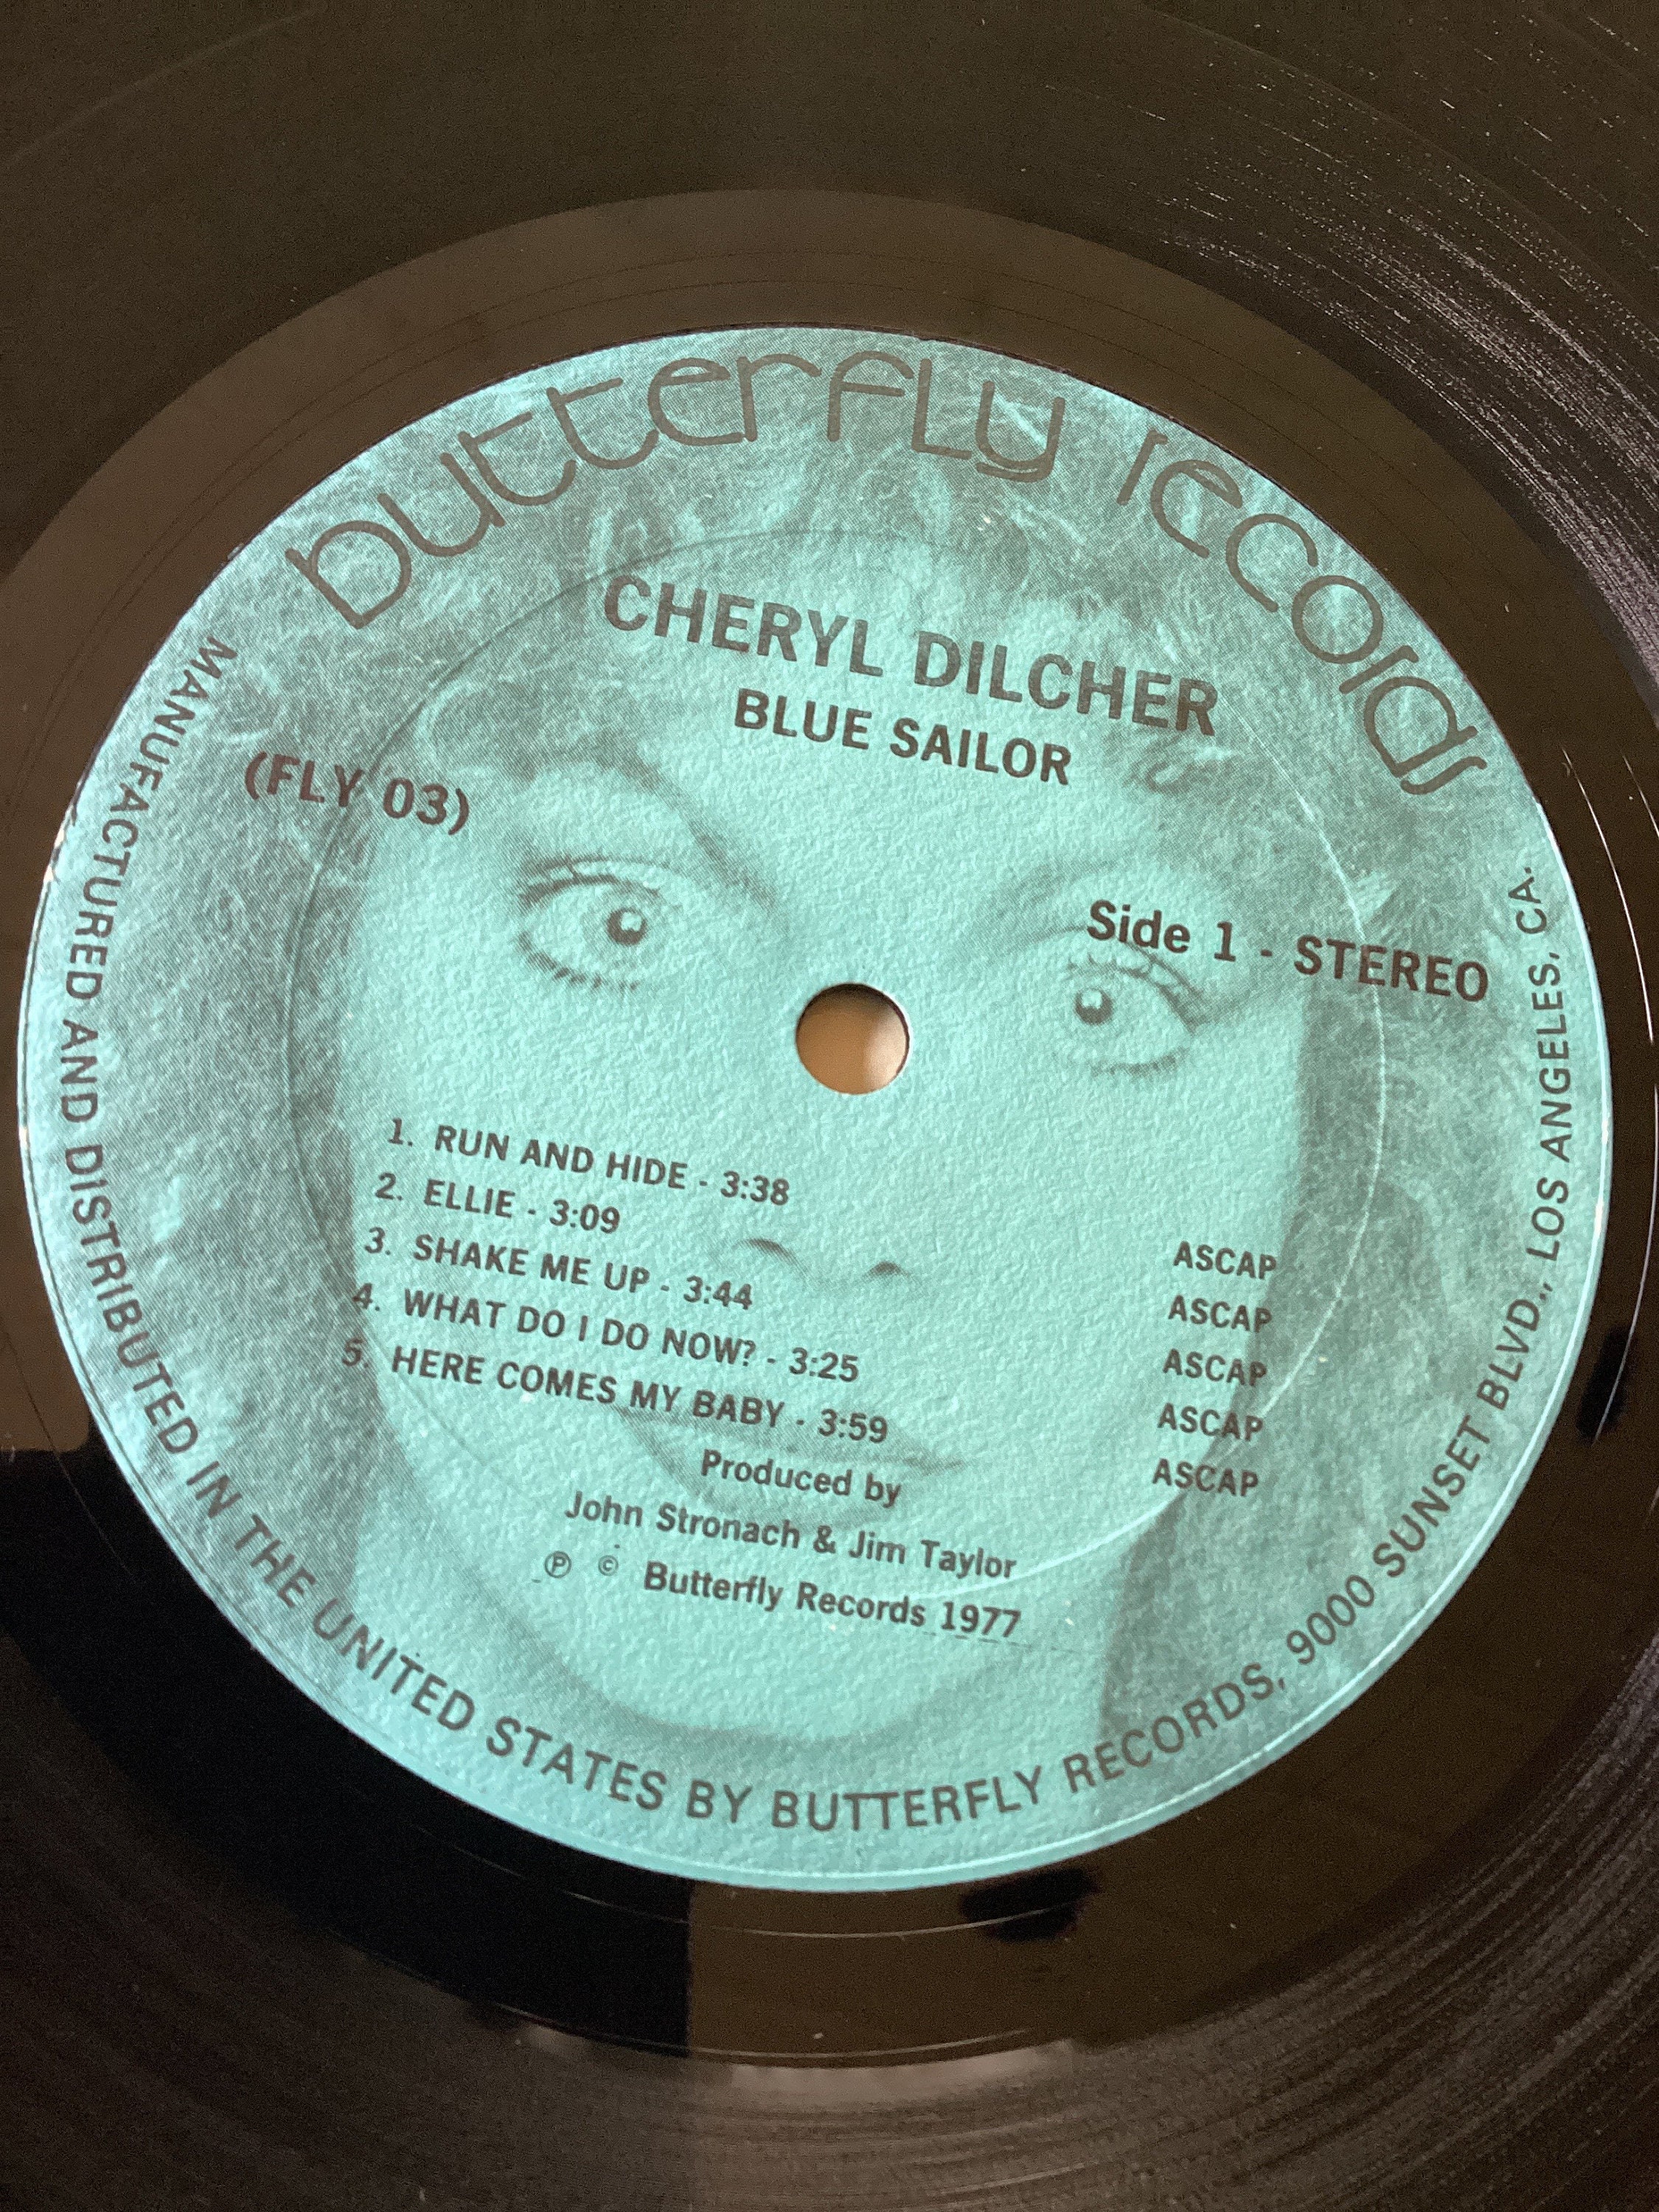 butterfly records
CHERYL DILCHER
BLUE SAILOR
(FLY 03)
Side 1 - STEREO
1. RUN AND HIDE - 3:38 ASCAP
2. ELLIE - 3:09 ASCAP
3. SHAKE ME UP - 3:44 ASCAP
4. WHAT DO I DO NOW? - 3:25 ASCAP
5. HERE COMES MY BABY - 3:59 ASCAP
Produced by
John Stronach & Jim Taylor
℗ © Butterfly Records 1977
MANUFACTURED AND DISTRIBUTED IN THE UNITED STATES BY BUTTERFLY RECORDS, 9000 SUNSET BLVD., LOS ANGELES, CA.